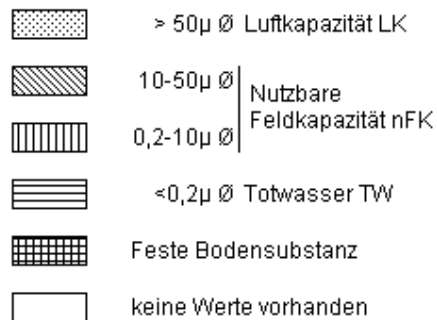 > 50µ Ø Luftkapazität LK
10-50µ Ø
Nutzbare
Feldkapazität nFK
0,2-10µ Ø
<0,2µ Ø Totwasser TW
Feste Bodensubstanz
keine Werte vorhanden